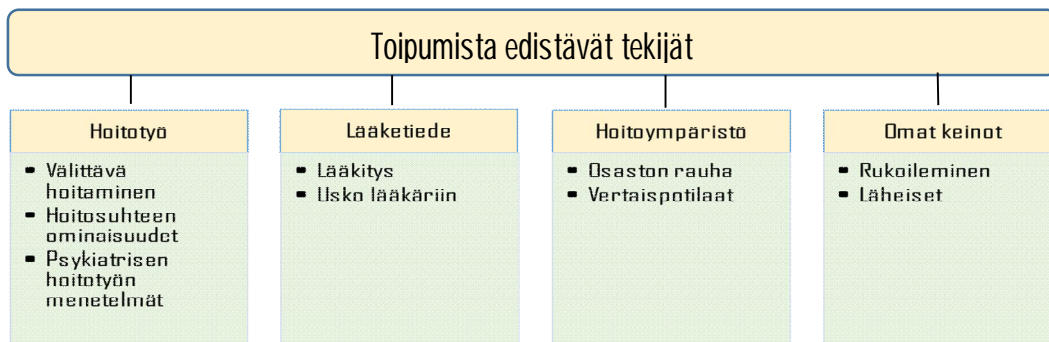 Toipumista edistävät tekijät
Hoitotyö
▪ Välittävä
hoitaminen
▪ Hoitosuhteen
ominaisuudet
▪ Psykiatrisen
hoitotyön
menetelmät
Lääketiede
▪ Lääkitys
▪ Usko lääkäriin
Hoitoympäristö
▪ Osaston rauha
▪ Vertaispotilaat
Omat keinot
▪ Rukoileminen
▪ Läheiset